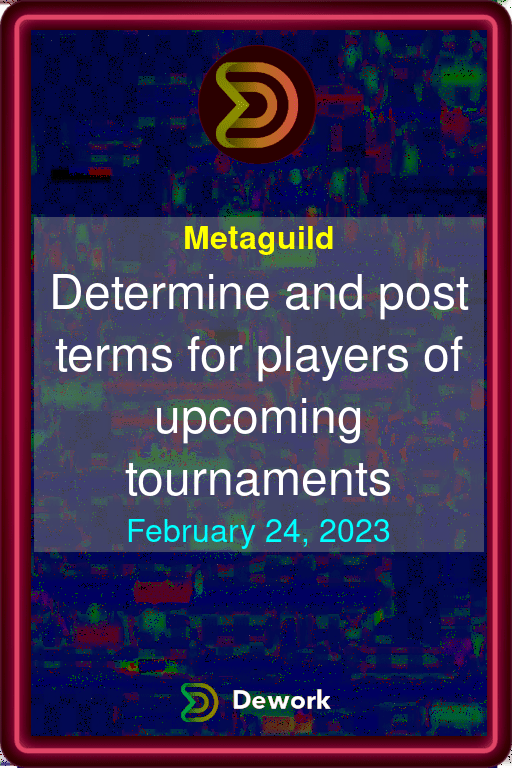 Metaguild
Determine and post
terms for players of
upcoming
tournaments
February 24, 2023
Dework